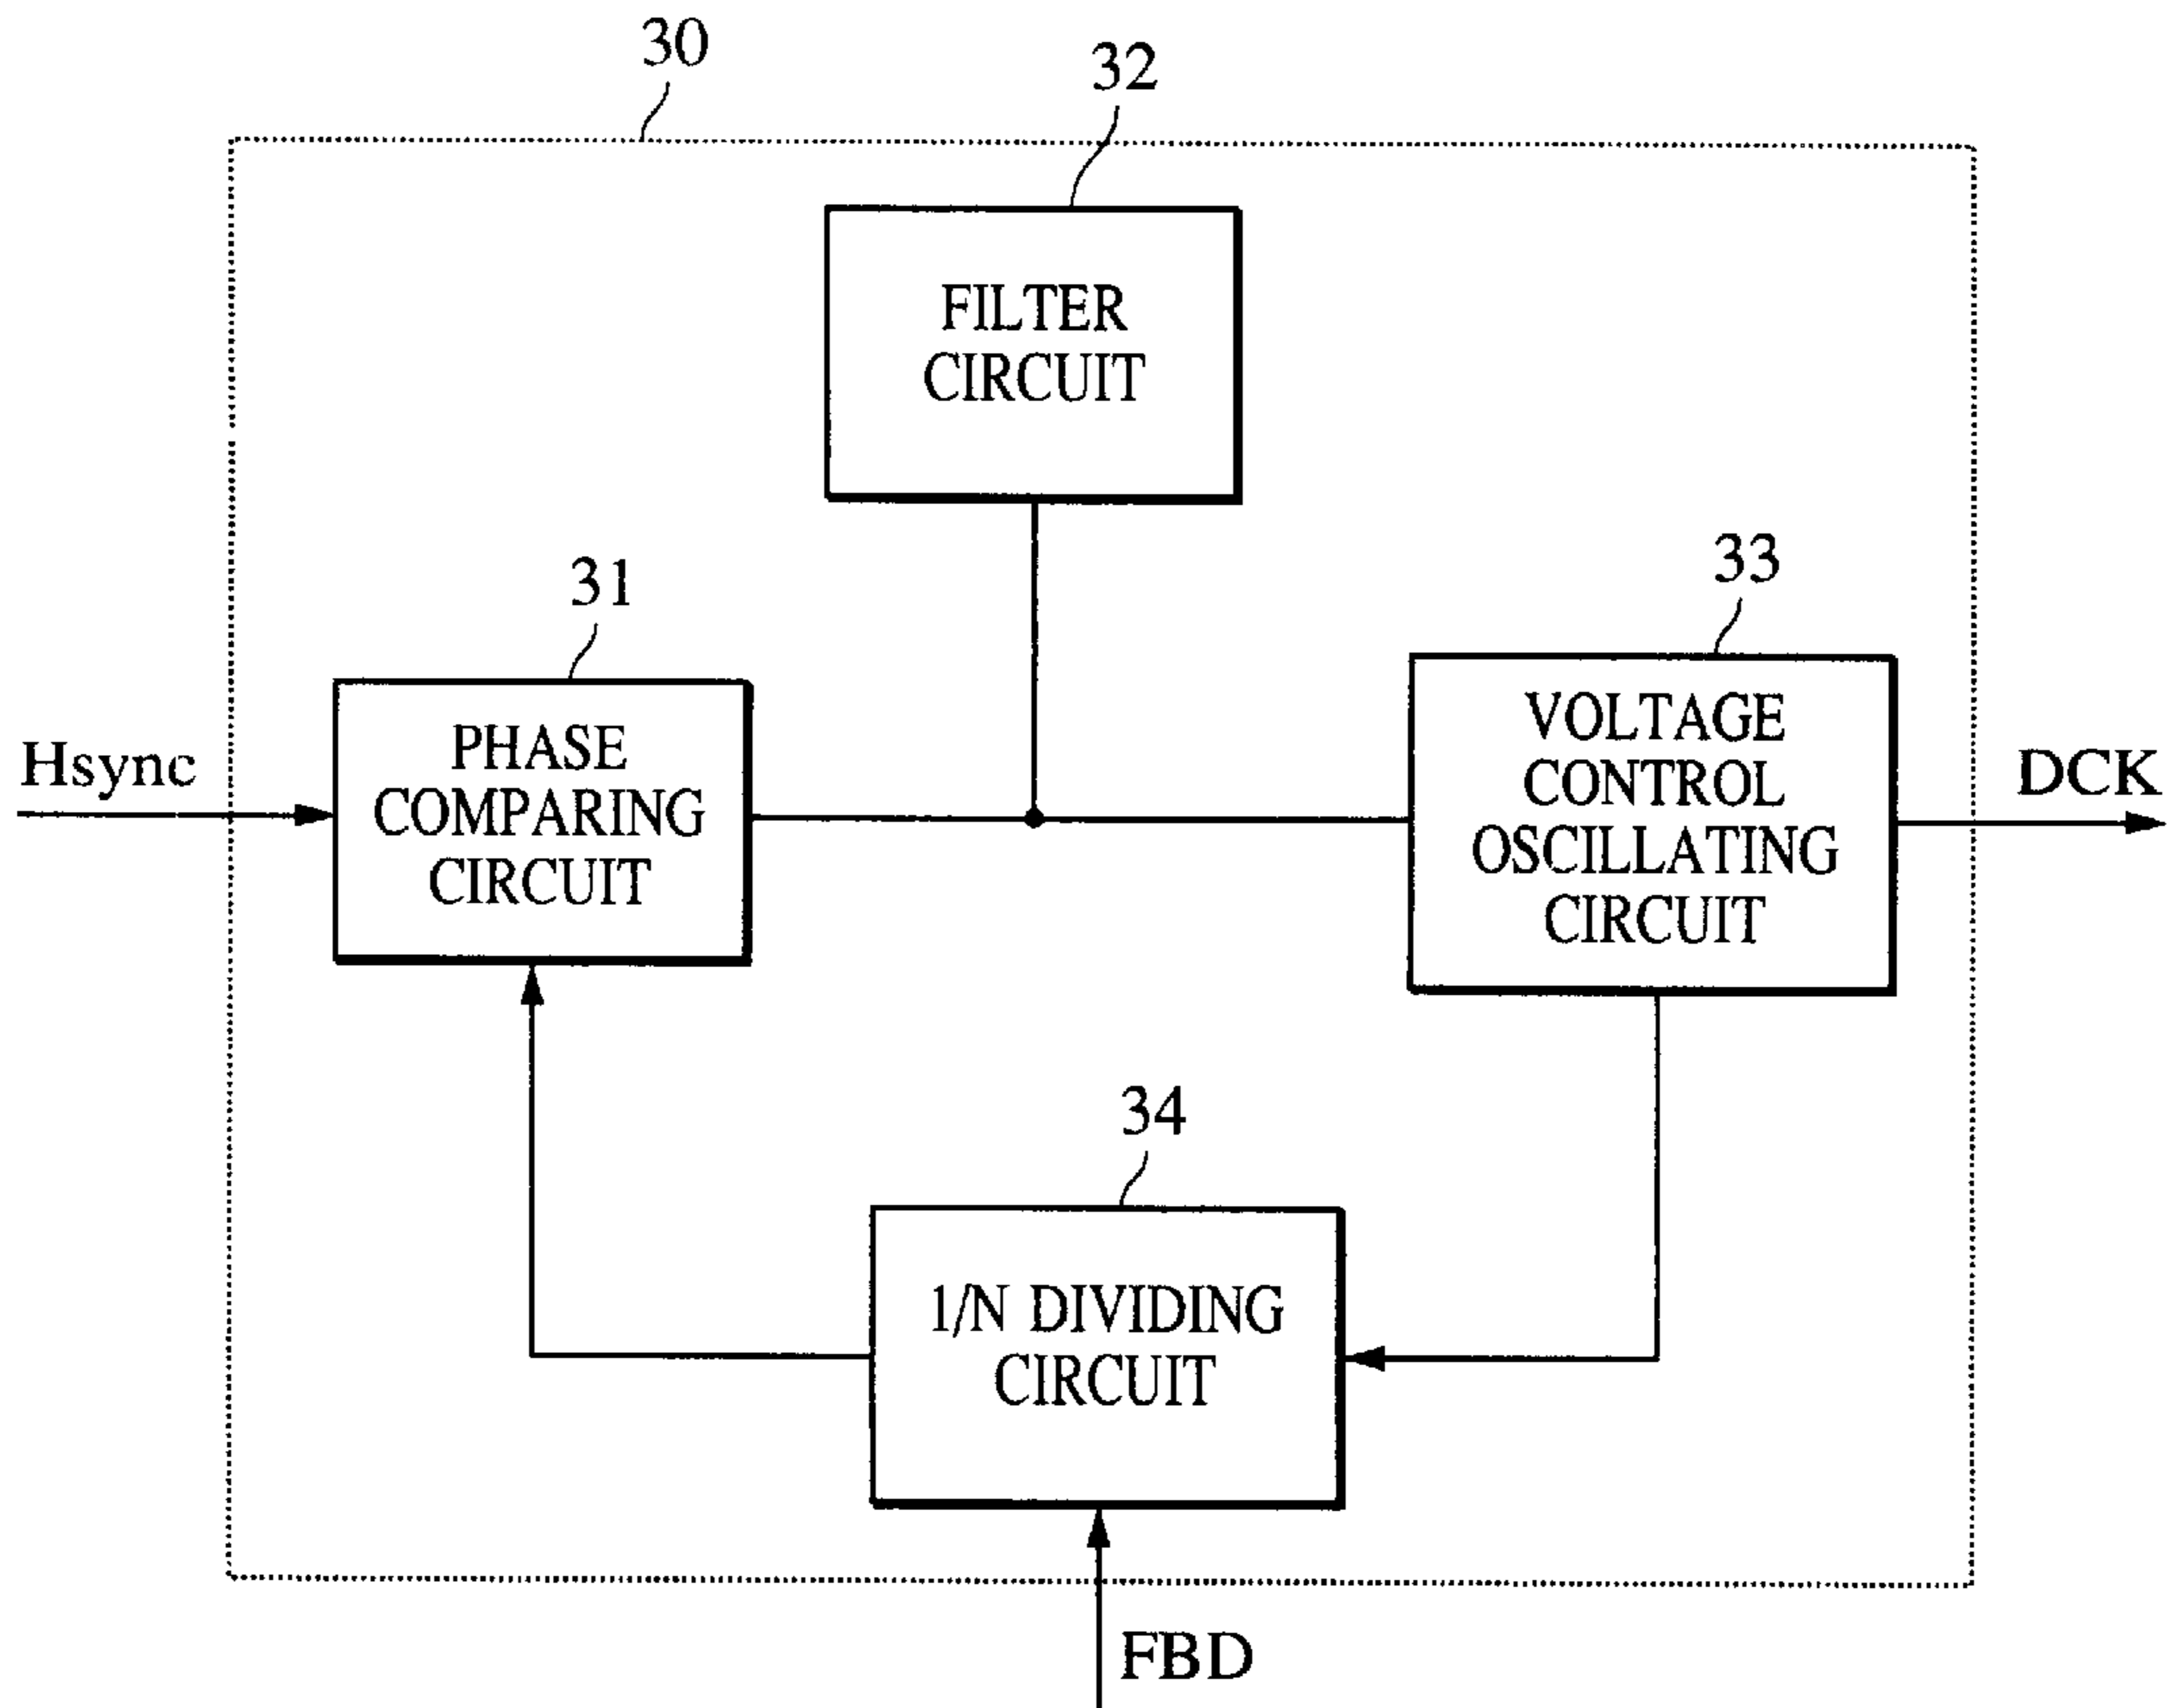 30
32
FILTER
CIRCUIT
31
33
Hsync
PHASE
COMPARING
CIRCUIT
VOLTAGE
CONTROL
OSCILLATING
CIRCUIT
DCK
34
1/N DIVIDING
CIRCUIT
FBD